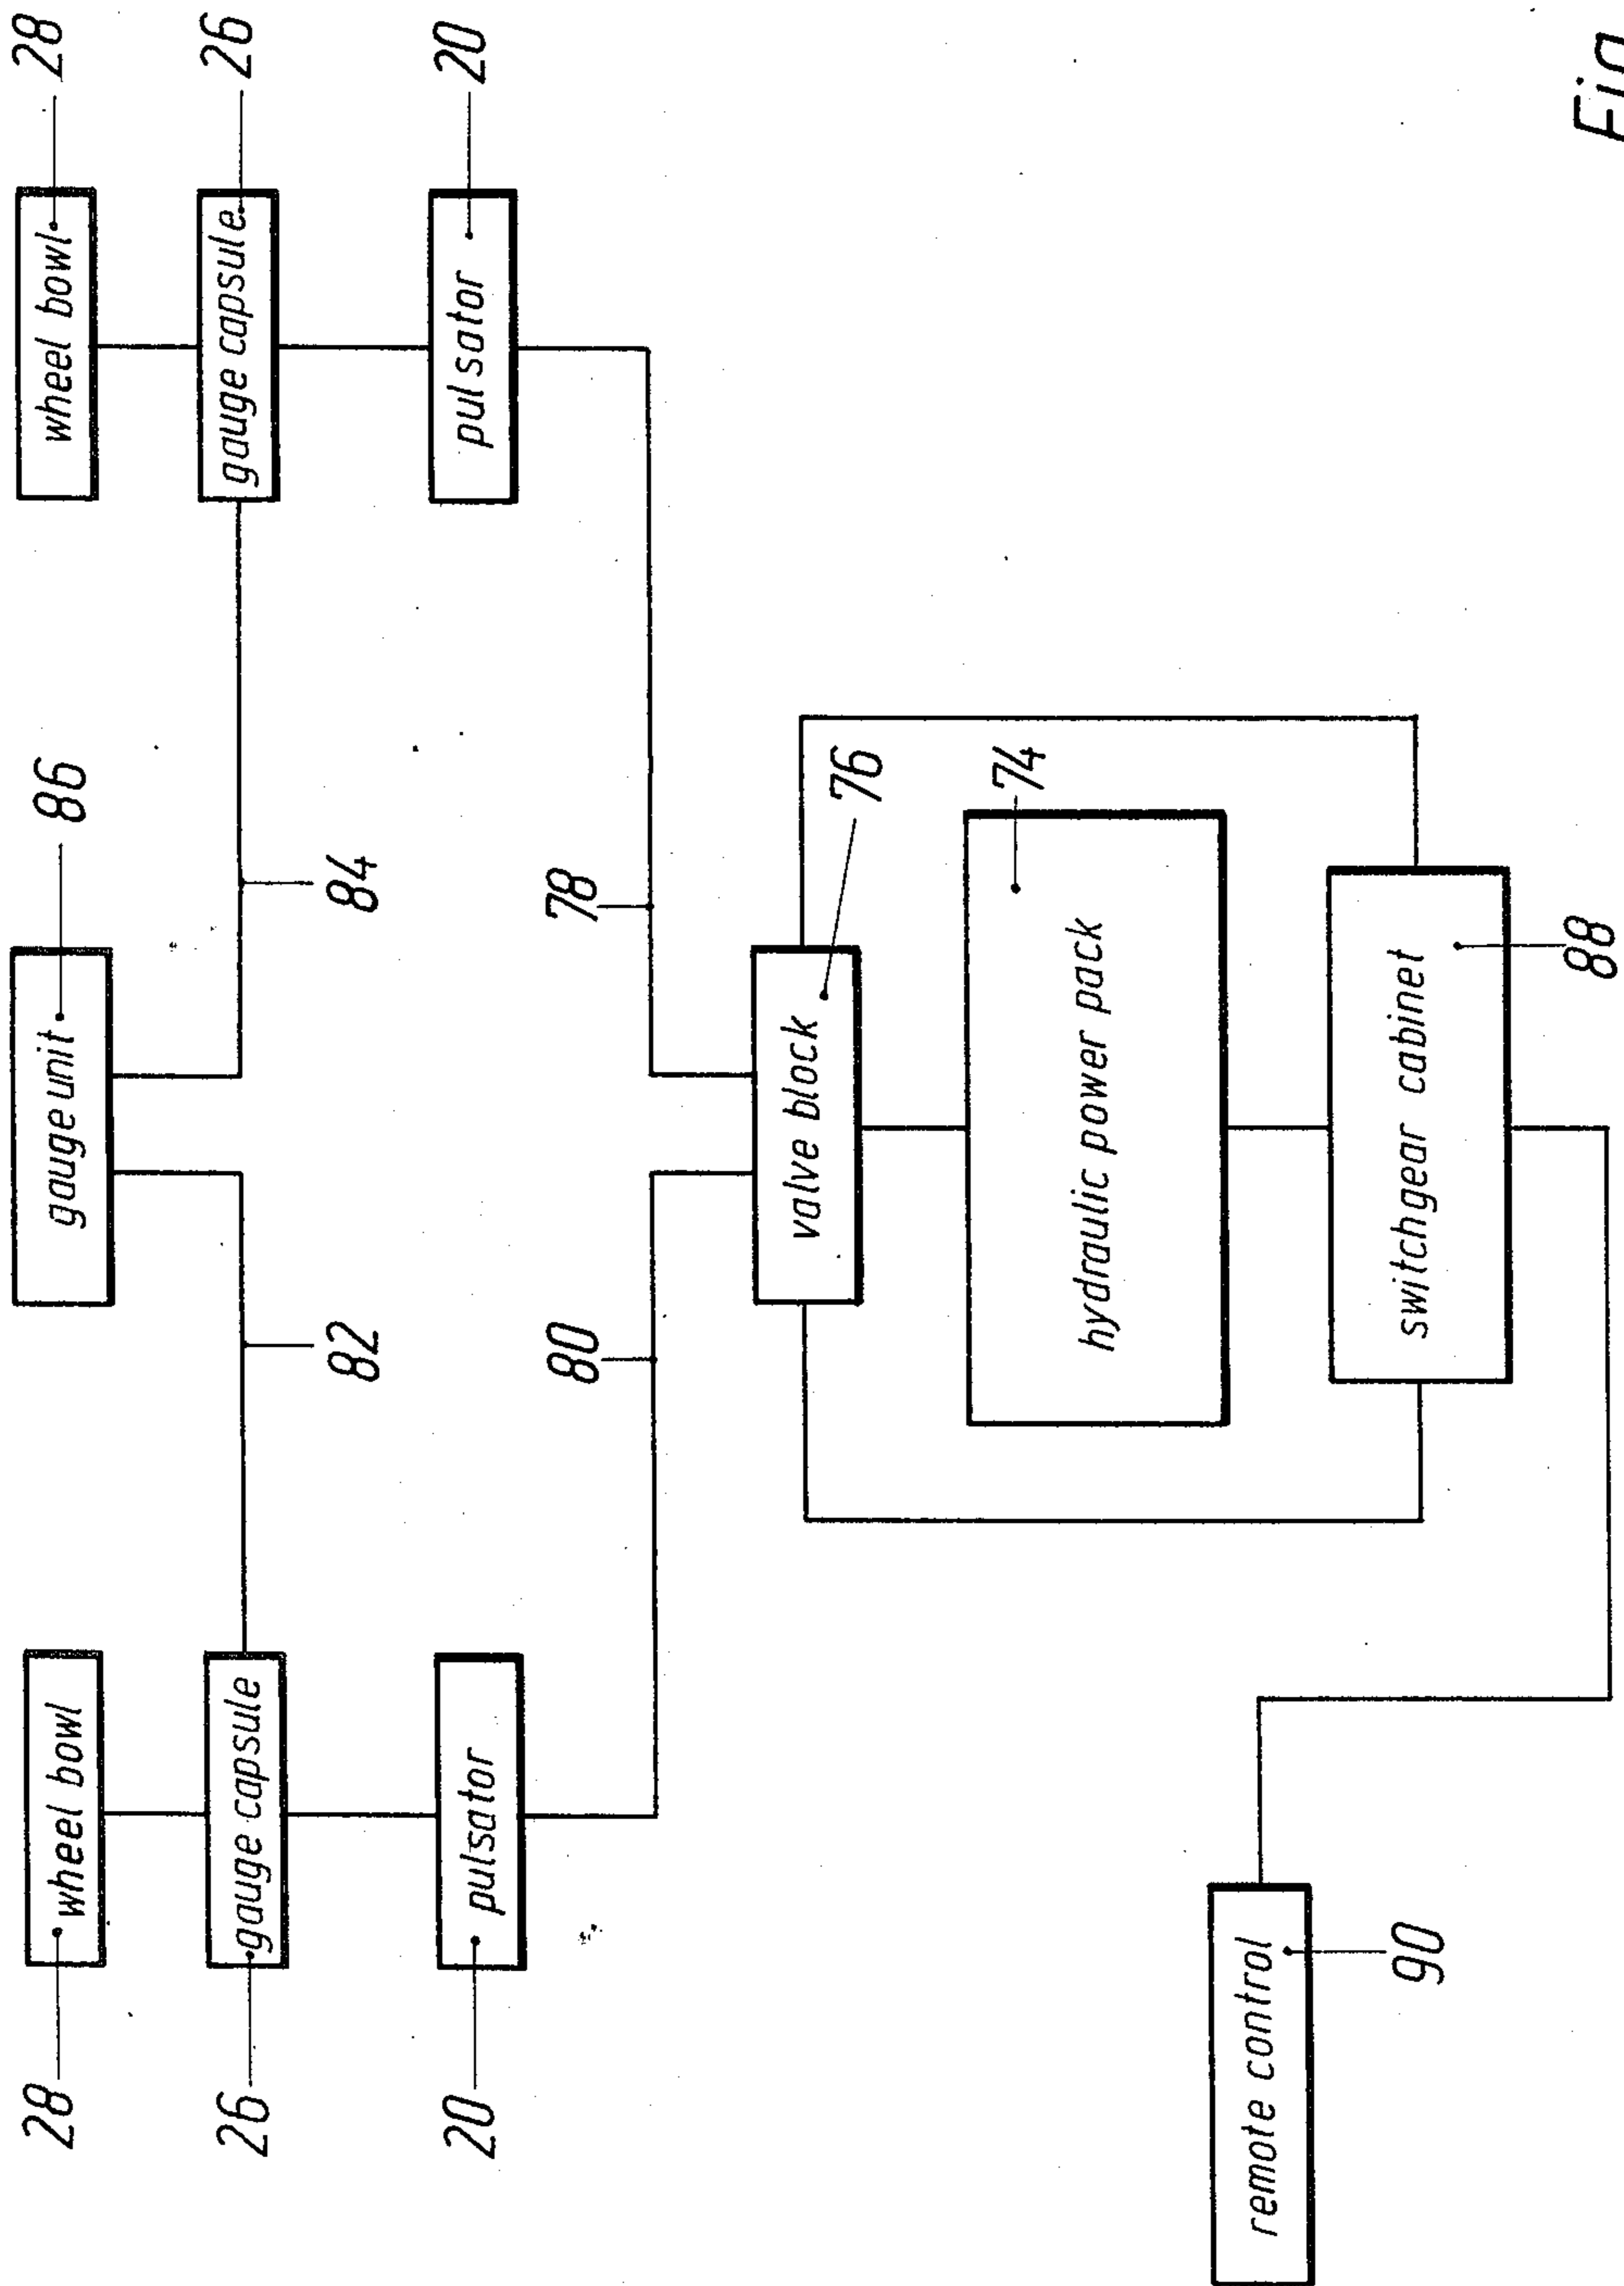 28
wheel bowl
gauge unit
86
wheel bowl
28
26
gauge capsule
82
84
gauge capsule
26
20
pulsator
80
78
pulsator
20
valve block
76
hydraulic power pack
74
remote control
90
switchgear cabinet
88
Fig